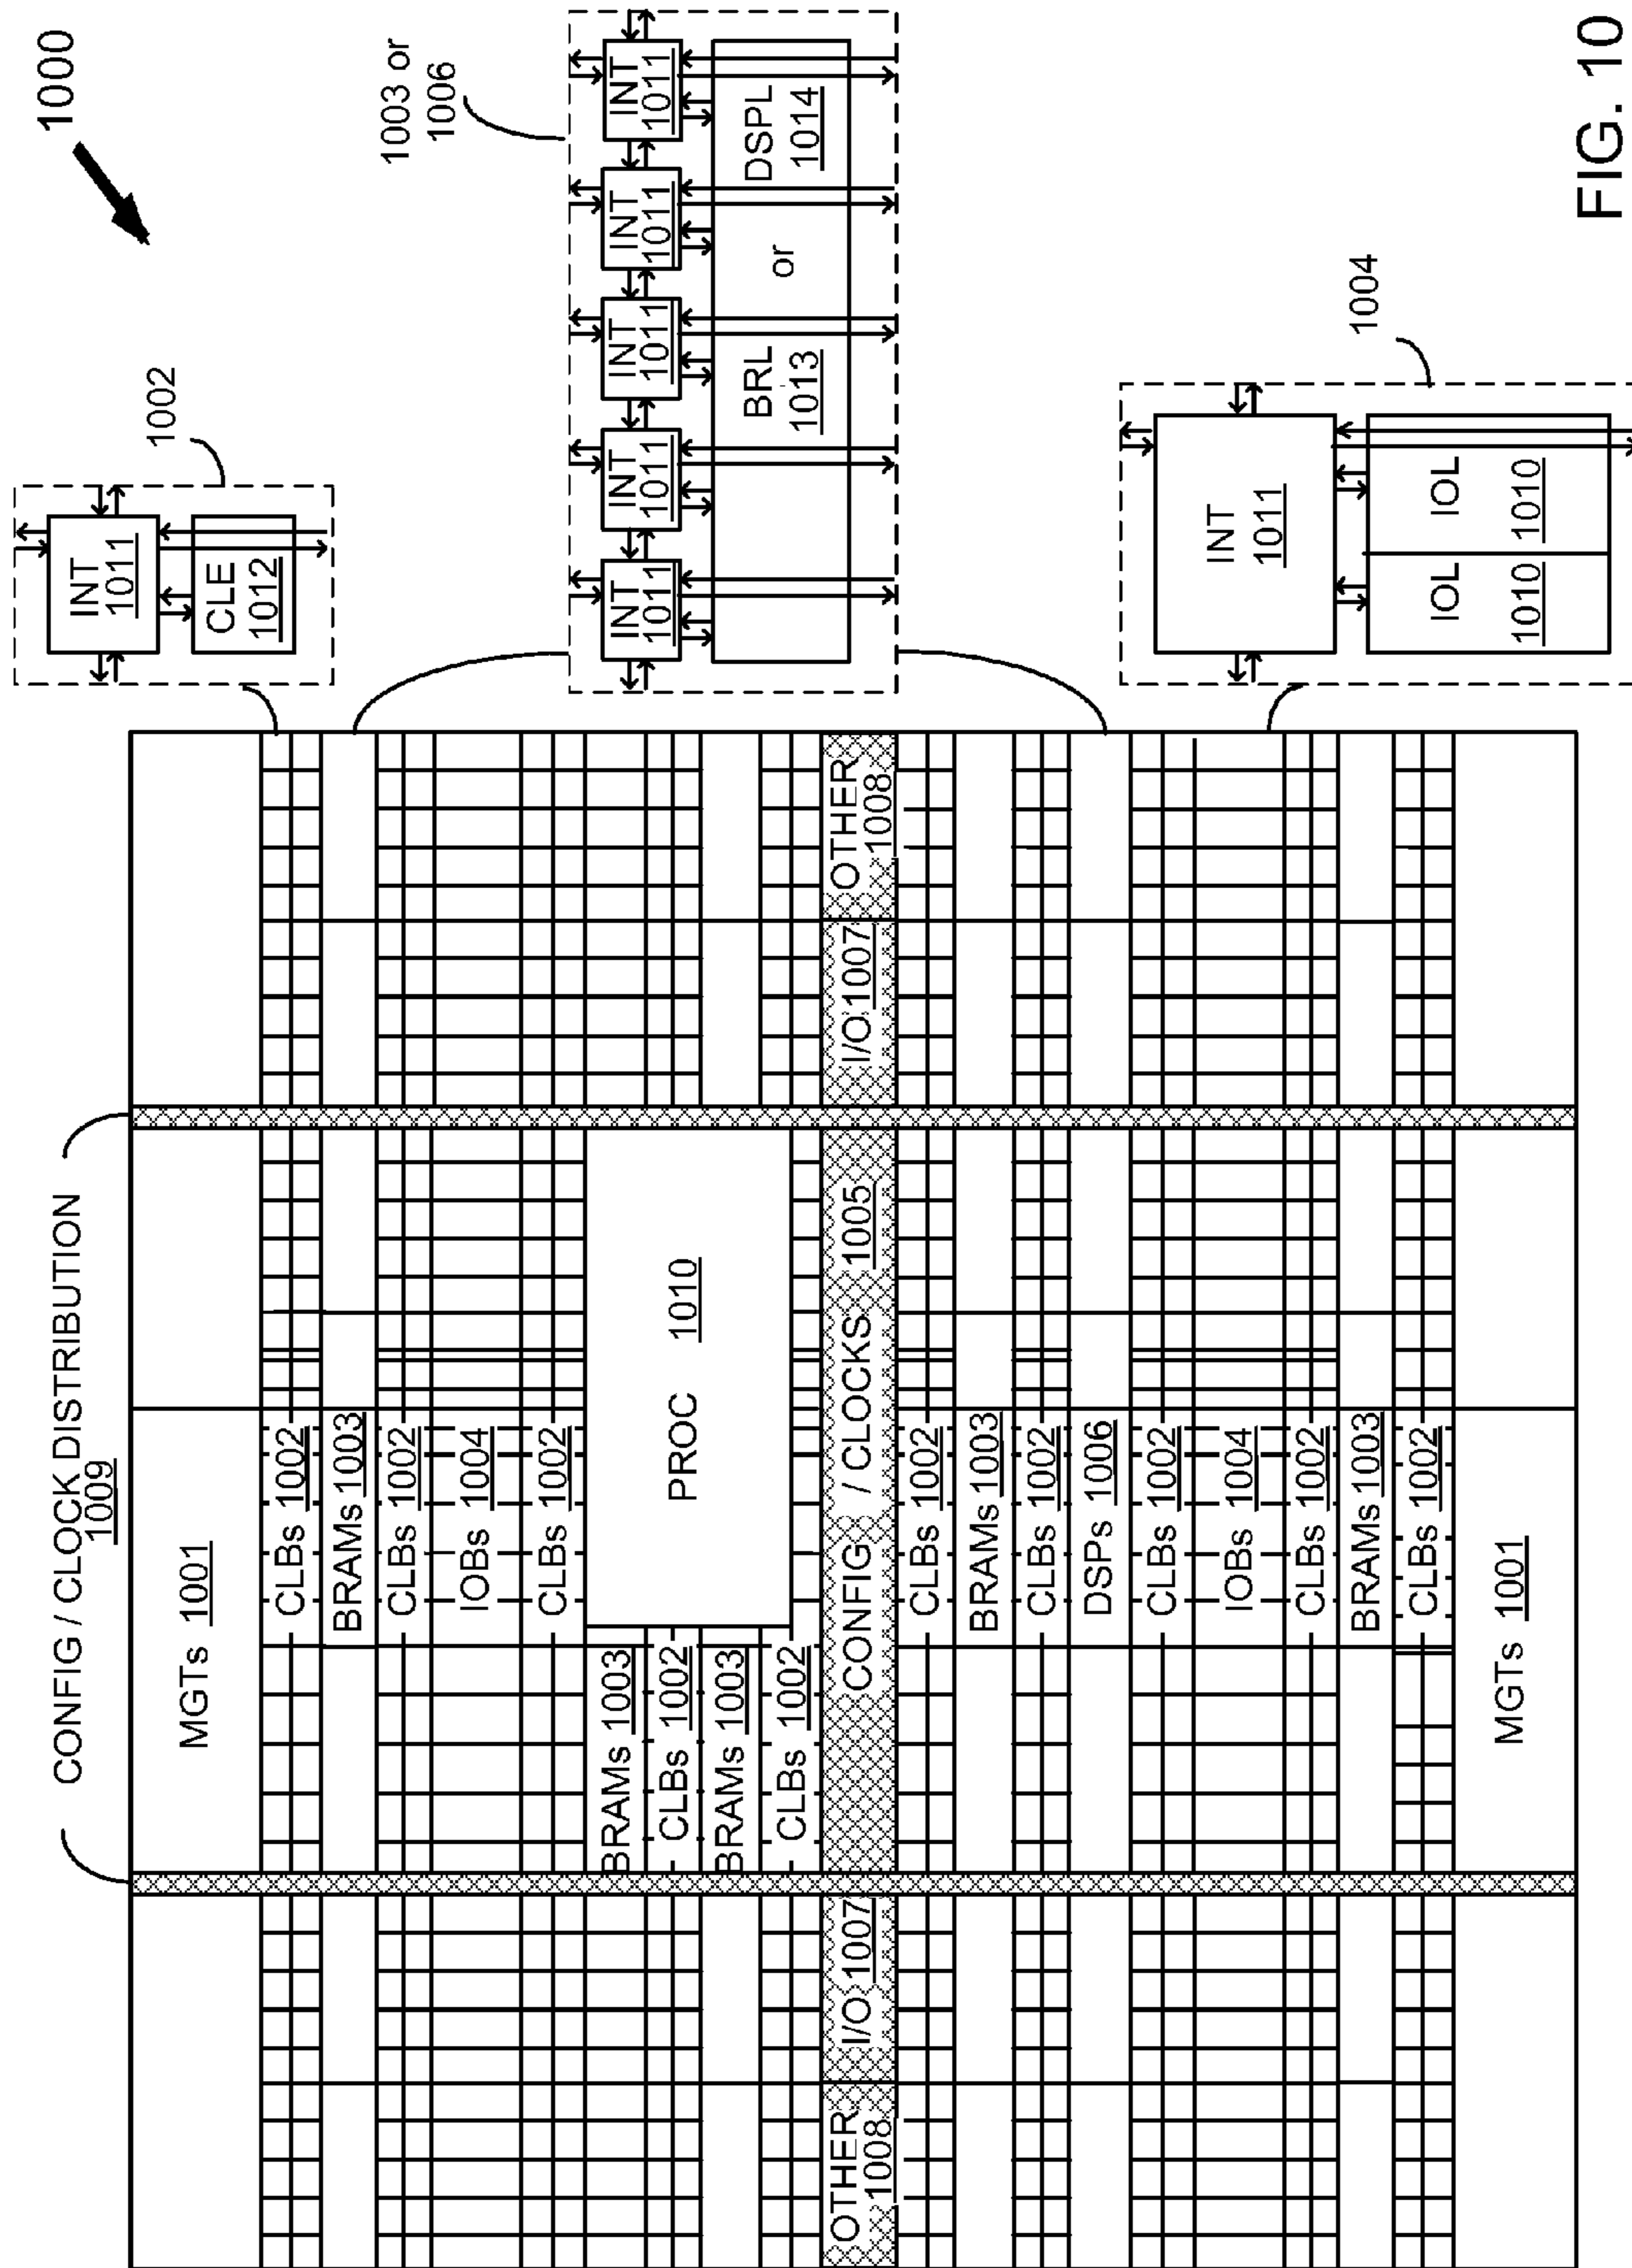 1000
CONFIG / CLOCK DISTRIBUTION
1009
MGTs 1001
CLBs 1002
BRAMs 1003
CLBs 1002
IOBs 1004
CLBs 1002
BRAMs 1003
CLBs 1002
BRAMs 1003
CLBs 1002
PROC 1010
OTHER
1008
I/O 1007
CONFIG / CLOCKS 1005
I/O 1007
OTHER
1008
CLBs 1002
BRAMs 1003
CLBs 1002
DSPs 1006
CLBs 1002
IOBs 1004
CLBs 1002
BRAMs 1003
CLBs 1002
MGTs 1001
INT
1011
CLE
1012
1002
1003 or
1006
INT
1011
INT
1011
INT
1011
INT
1011
INT
1011
BRL
1013
or
DSPL
1014
INT
1011
IOL
1010
IOL
1010
1004
FIG. 10